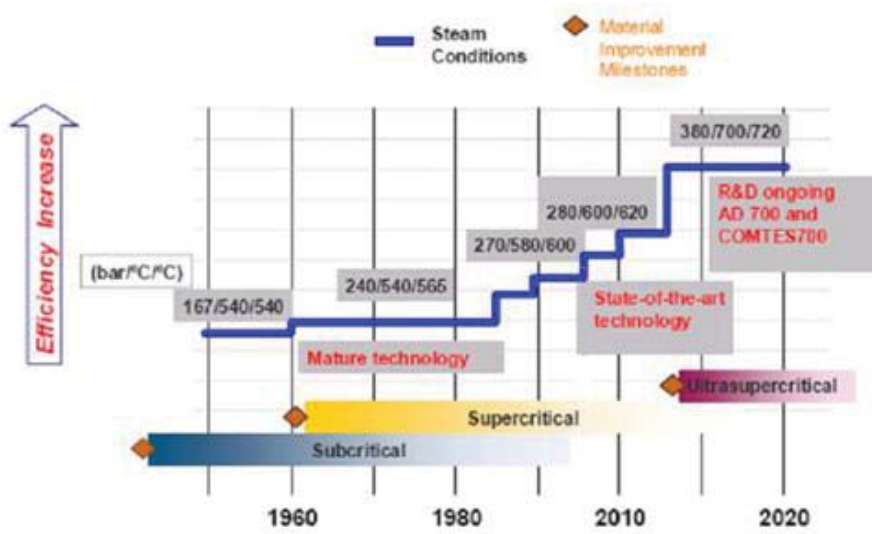 Steam
Conditions
Material
Improvement
Milestones
Efficiency Increase
380/700/720
R&D ongoing
AD 700 and
COMTES700
280/600/620
270/580/600
(bar/°C/°C)
240/540/565
167/540/540
State-of-the-art
technology
Mature technology
Ultrasupercritical
Supercritical
Subcritical
1960
1980
2010
2020